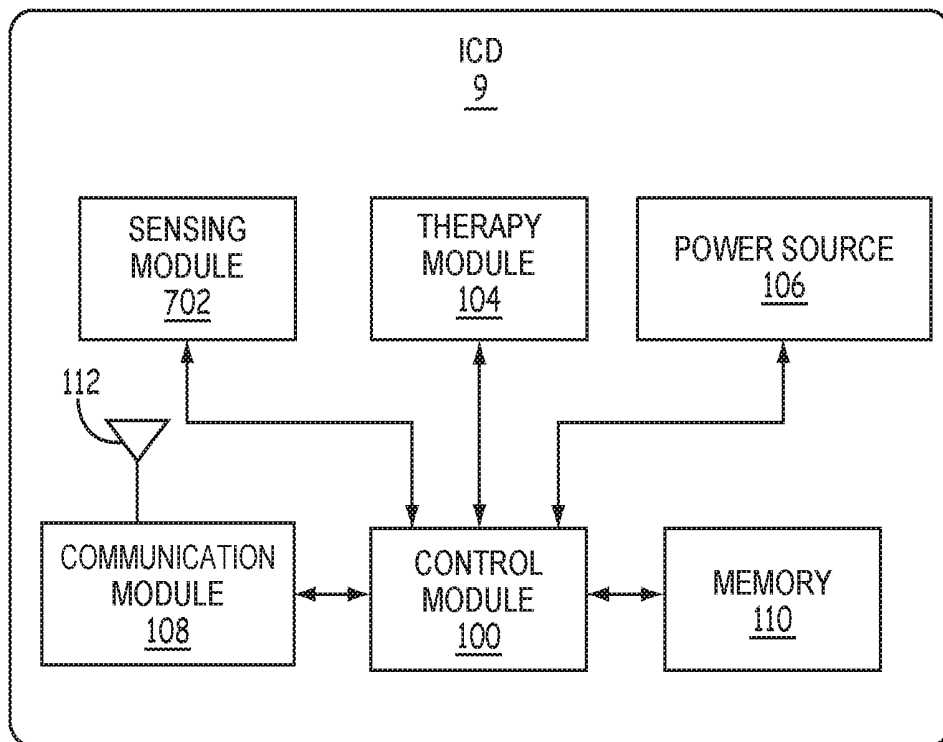 ICD
9
SENSING
MODULE
702
THERAPY
MODULE
104
POWER SOURCE
106
112
COMMUNICATION
MODULE
108
CONTROL
MODULE
100
MEMORY
110